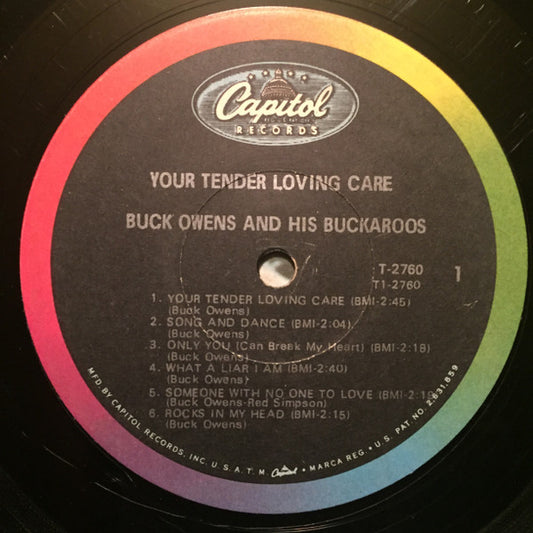 Capitol
RECORDS
YOUR TENDER LOVING CARE
BUCK OWENS AND HIS BUCKAROOS
T-2760
T1-2760
1
1. YOUR TENDER LOVING CARE (BMI-2:45)
(Buck Owens)
2. SONG AND DANCE (BMI-2:04)
(Buck Owens)
3. ONLY YOU (Can Break My Heart) (BMI-2:18)
(Buck Owens)
4. WHAT A LIAR I AM (BMI-2:40)
(Buck Owens)
5. SOMEONE WITH NO ONE TO LOVE
(Buck Owens-Red Simpson)
6. ROCKS IN MY HEAD (BMI-2:15)
(Buck Owens)
MFD. BY CAPITOL RECORDS, INC. U.S.A. T.M. Capitol • MARCA REG. • U.S. PAT. NO. 2,631,859